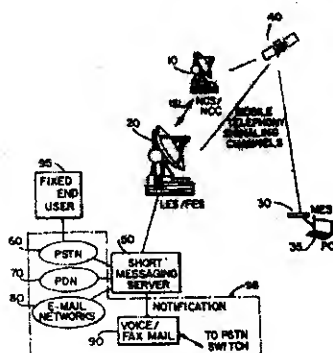 40
10
NCS/
NCC
15
MOBILE
TELEPHONY
SIGNALING
CHANNELS
20
95
FIXED
END
USER
LES/FES
30
MES
35
PC
60
PSTN
50
SHORT
MESSAGING
SERVER
70
PDN
80
E-MAIL
NETWORKS
NOTIFICATION
98
VOICE/
FAX MAIL
90
TO PSTN
SWITCH